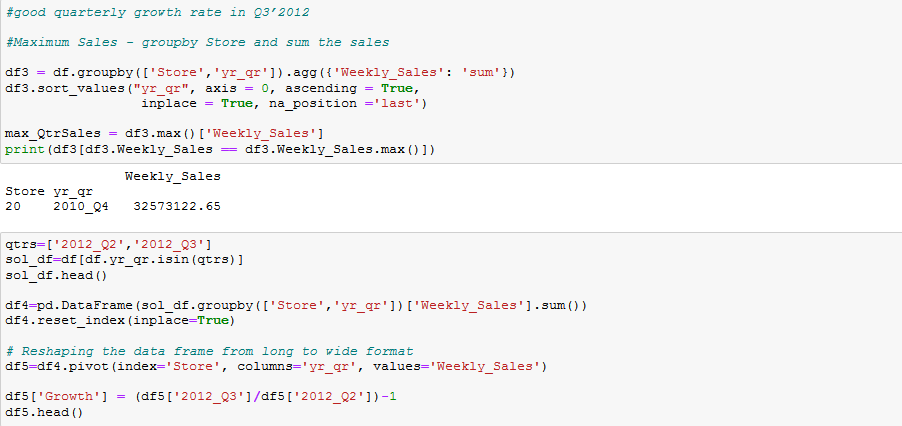 #good quarterly growth rate in Q3’2012
#Maximum Sales - groupby Store and sum the sales
df3 = df.groupby(['Store','yr_qr']).agg({'Weekly_Sales': 'sum'})
df3.sort_values("yr_qr", axis = 0, ascending = True,
inplace = True, na_position ='last')
max_QtrSales = df3.max()['Weekly_Sales']
print(df3[df3.Weekly_Sales == df3.Weekly_Sales.max()])
Weekly_Sales
Store yr_qr
20 2010_Q4 32573122.65
qtrs=['2012_Q2','2012_Q3']
sol_df=df[df.yr_qr.isin(qtrs)]
sol_df.head()
df4=pd.DataFrame(sol_df.groupby(['Store','yr_qr'])['Weekly_Sales'].sum())
df4.reset_index(inplace=True)
# Reshaping the data frame from long to wide format
df5=df4.pivot(index='Store', columns='yr_qr', values='Weekly_Sales')
df5['Growth'] = (df5['2012_Q3']/df5['2012_Q2'])-1
df5.head()